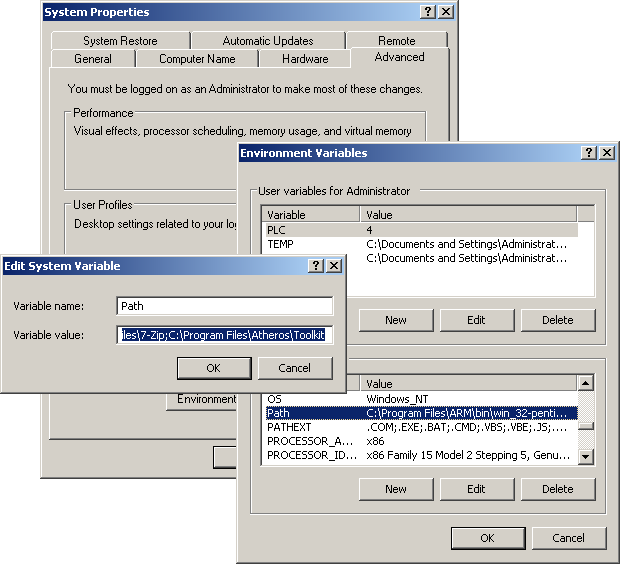 System Properties
System Restore Automatic Updates Remote
General Computer Name Hardware Advanced
You must be logged on as an Administrator to make most of these changes.
Performance
Visual effects, processor scheduling, memory usage, and virtual memory
User Profiles
Desktop settings related to your log
Environment
Environment Variables
User variables for Administrator
Variable Value
PLC 4
TEMP C:\Documents and Settings\Administrat...
C:\Documents and Settings\Administrat...
New Edit Delete
Value
OS Windows_NT
Path C:\Program Files\ARM\bin\win_32-penti...
PATHEXT .COM;.EXE;.BAT;.CMD;.VBS;.VBE;.JS;....
PROCESSOR_A... x86
PROCESSOR_ID... x86 Family 15 Model 2 Stepping 5, Genu...
New Edit Delete
OK Cancel
Edit System Variable
Variable name: Path
Variable value: iles\7-Zip;C:\Program Files\Atheros\Toolkit
OK Cancel